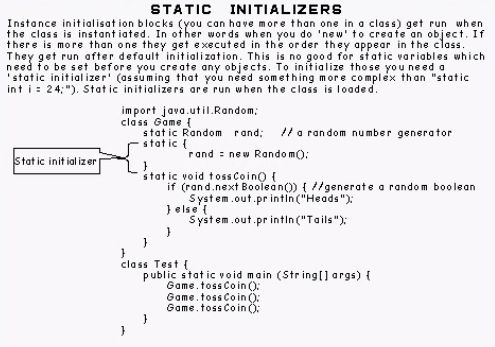 STATIC INITIALIZERS
Instance initialisation blocks (you can have more than one in a class) get run when
the class is instantiated. In other words when you do 'new' to create an object. If
there is more than one they get executed in the order they appear in the class.
They get run after default initialization. This is no good for static variables which
need to be set before you create any objects. To initialize those you need a
'static initializer' (assuming that you need something more complex than "static
int i = 24;"). Static initializers are run when the class is loaded.
import java.util.Random;
class Game {
static Random rand; // a random number generator
static {
rand = new Random();
Static initializer
}
static void tossCoin() {
if (rand.nextBoolean()) { //generate a random boolean
System.out.println("Heads");
} else {
System.out.println("Tails");
}
}
}
class Test {
public static void main (String[] args) {
Game.tossCoin();
Game.tossCoin();
Game.tossCoin();
}
}